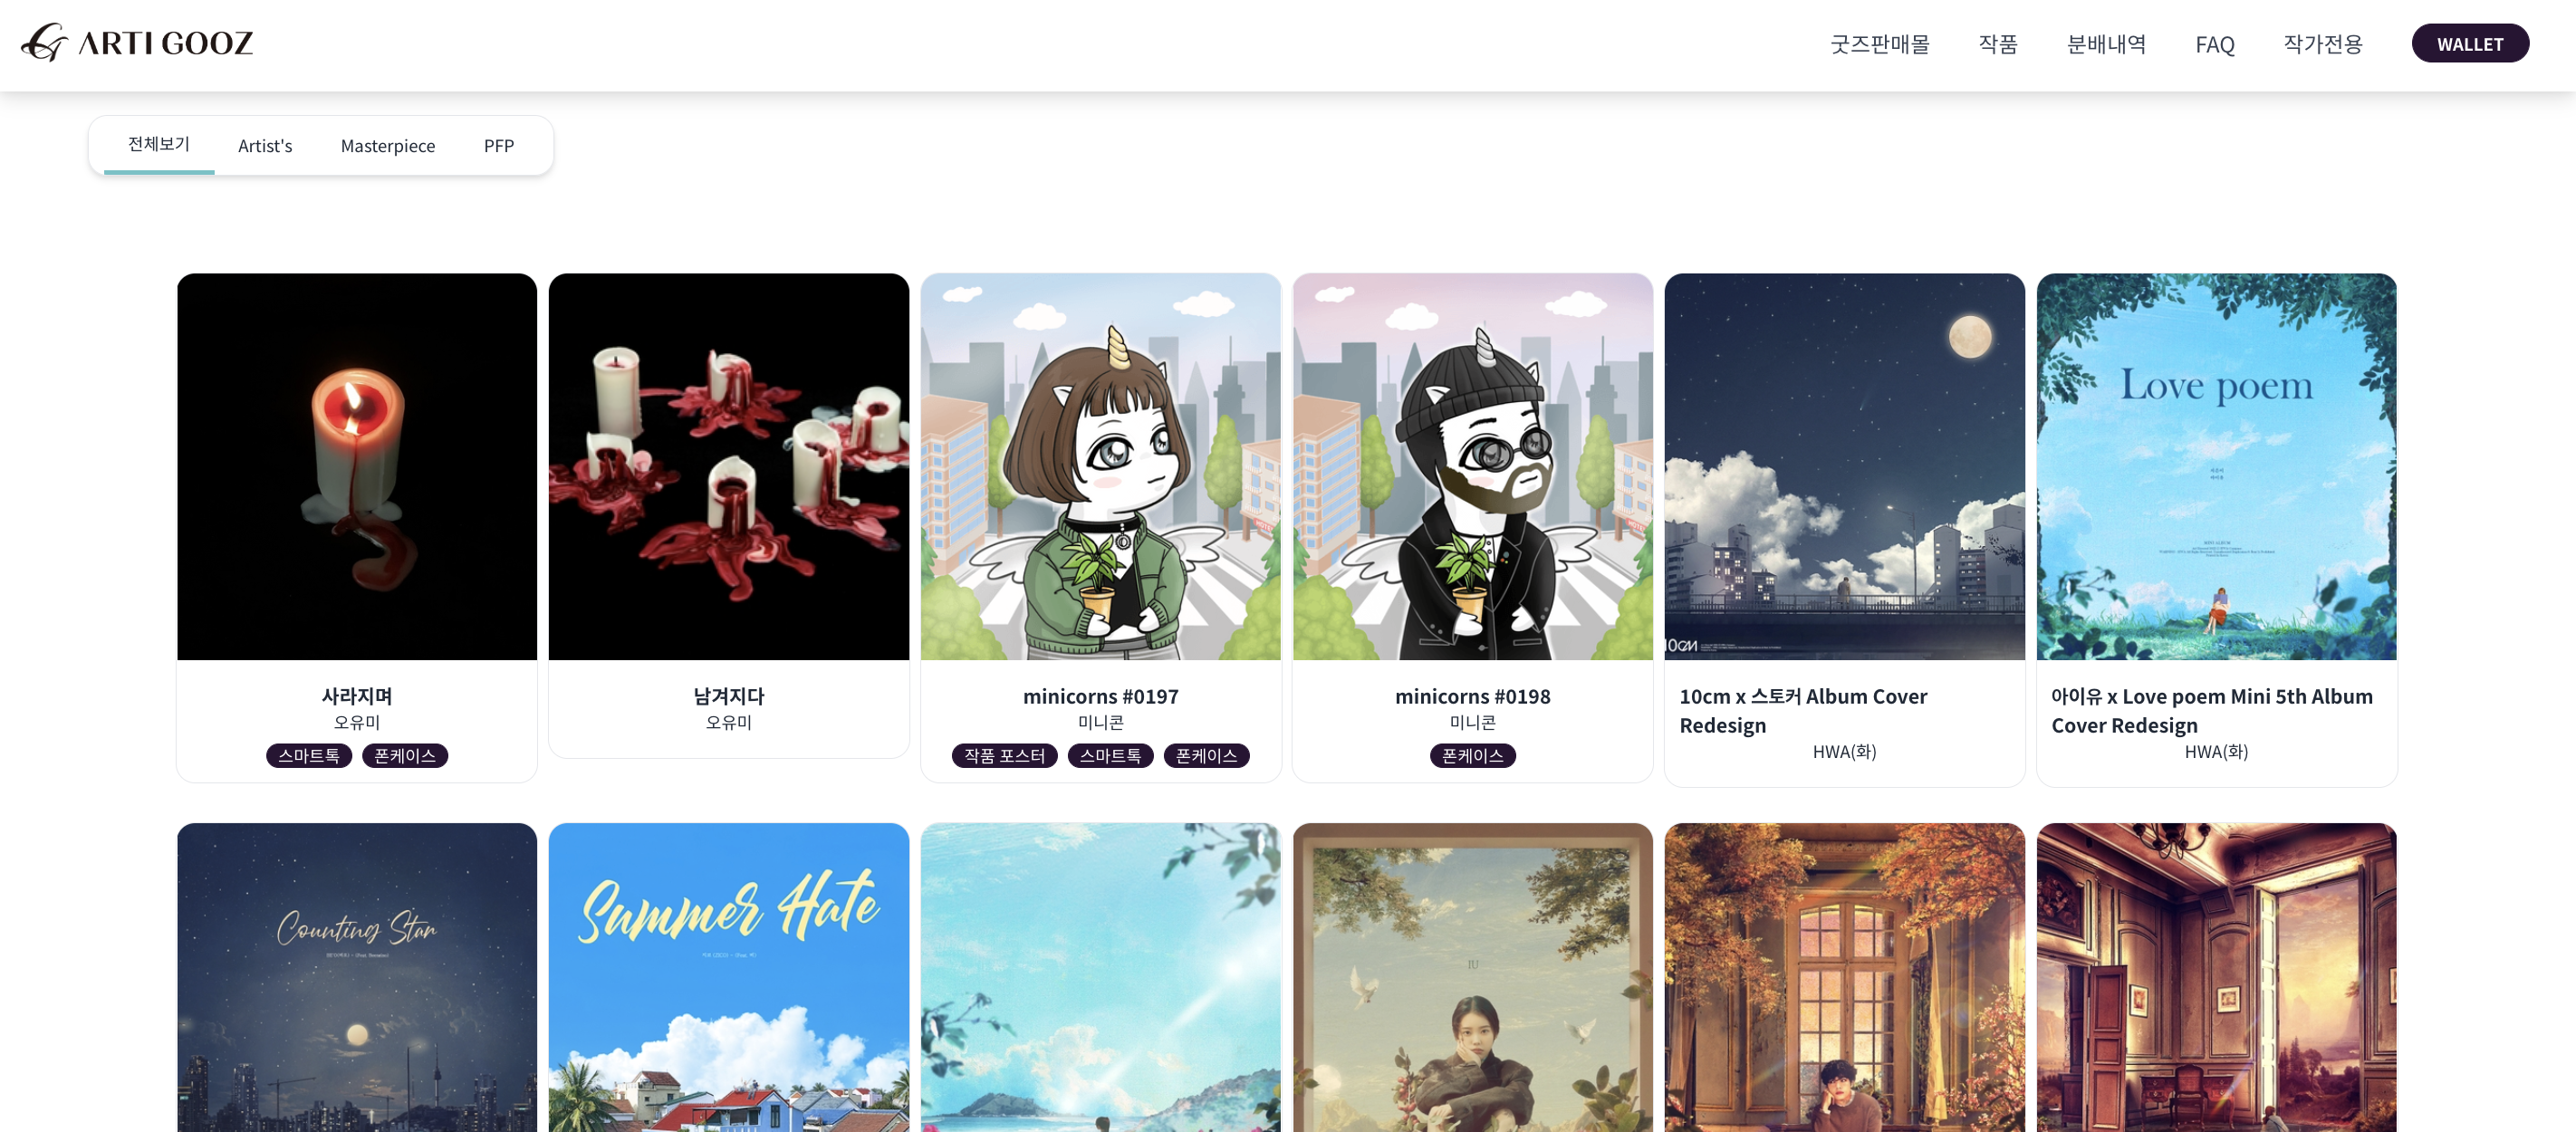 ARTI GOOZ
굿즈판매몰
작품
분배내역
FAQ
작가전용
WALLET
전체보기
Artist's
Masterpiece
PFP
HOTEL
10CM
Love poem
MINI ALBUM
사라지며
오유미
스마트톡
폰케이스
남겨지다
오유미
minicorns #0197
미니콘
작품 포스터
스마트톡
폰케이스
minicorns #0198
미니콘
폰케이스
10cm x 스토커 Album Cover
Redesign
HWA(화)
아이유 x Love poem Mini 5th Album
Cover Redesign
HWA(화)
Counting Star
Summer Hate
IU